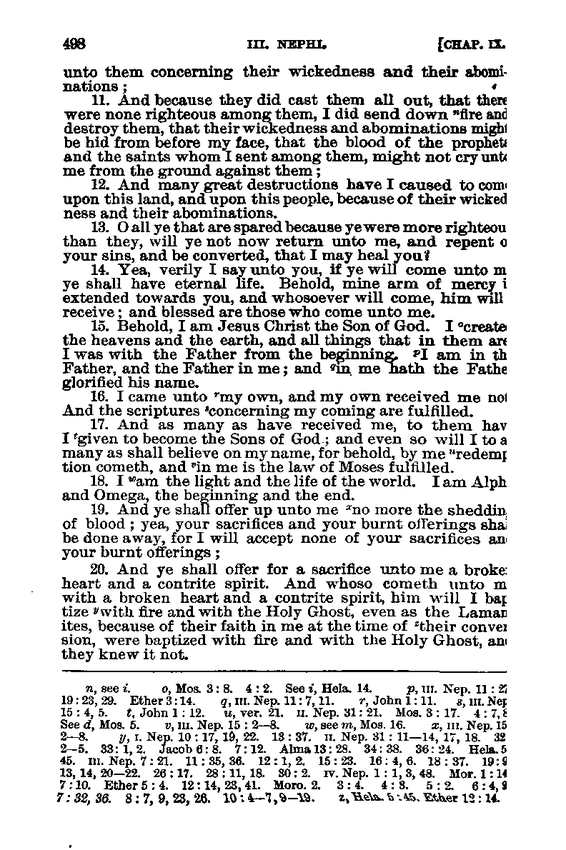 498 III. NEPHI. [CHAP. IX.
unto them concerning their wickedness and their abomi-
nations ;
11. And because they did cast them all out, that there
were none righteous among them, I did send down ⁿfire and
destroy them, that their wickedness and abominations might
be hid from before my face, that the blood of the prophets
and the saints whom I sent among them, might not cry unto
me from the ground against them ;
12. And many great destructions have I caused to com
upon this land, and upon this people, because of their wicked
ness and their abominations.
13. O all ye that are spared because ye were more righteou
than they, will ye not now return unto me, and repent o
your sins, and be converted, that I may heal you?
14. Yea, verily I say unto you, if ye will come unto m
ye shall have eternal life. Behold, mine arm of mercy i
extended towards you, and whosoever will come, him will
receive ; and blessed are those who come unto me.
15. Behold, I am Jesus Christ the Son of God. I ᵒcreate
the heavens and the earth, and all things that in them are
I was with the Father from the beginning. ᵖI am in th
Father, and the Father in me ; and ᑫin me hath the Fathe
glorified his name.
16. I came unto ʳmy own, and my own received me not
And the scriptures ˢconcerning my coming are fulfilled.
17. And as many as have received me, to them hav
I ᵗgiven to become the Sons of God ; and even so will I to a
many as shall believe on my name, for behold, by me ᵘredemp
tion cometh, and ᵛin me is the law of Moses fulfilled.
18. I ʷam the light and the life of the world. I am Alph
and Omega, the beginning and the end.
19. And ye shall offer up unto me ˣno more the sheddin
of blood ; yea, your sacrifices and your burnt offerings shal
be done away, for I will accept none of your sacrifices an
your burnt offerings ;
20. And ye shall offer for a sacrifice unto me a broke
heart and a contrite spirit. And whoso cometh unto m
with a broken heart and a contrite spirit, him will I bap
tize ʸwith fire and with the Holy Ghost, even as the Laman
ites, because of their faith in me at the time of ᶻtheir conver
sion, were baptized with fire and with the Holy Ghost, an
they knew it not.
n, see i. o, Mos. 3 : 8. 4 : 2. See i, Hela. 14. p, III. Nep. 11 : 27
19 : 23, 29. Ether 3 : 14. q, III. Nep. 11 : 7, 11. r, John 1 : 11. s, III. Nep
15 : 4, 5. t, John 1 : 12. u, ver. 21. II. Nep. 31 : 21. Mos. 3 : 17. 4 : 7, 8
See d, Mos. 5. v, III. Nep. 15 : 2—8. w, see m, Mos. 16. x, III. Nep. 15
2—8. y, I. Nep. 10 : 17, 19, 22. 13 : 37. II. Nep. 31 : 11—14, 17, 18. 32
2—5. 33 : 1, 2. Jacob 6 : 8. 7 : 12. Alma 13 : 28. 34 : 38. 36 : 24. Hela. 5
45. III. Nep. 7 : 21. 11 : 35, 36. 12 : 1, 2. 15 : 23. 16 : 4, 6. 18 : 37. 19 : 9
13, 14, 20—22. 26 : 17. 28 : 11, 18. 30 : 2. IV. Nep. 1 : 1, 3, 48. Mor. 1 : 14
7 : 10. Ether 5 : 4. 12 : 14, 23, 41. Moro. 2. 3 : 4. 4 : 3. 5 : 2. 6 : 4, 9
7 : 32, 36. 8 : 7, 9, 23, 26. 10 : 4—7, 9—19. z, Hela. 5 : 45. Ether 12 : 14.